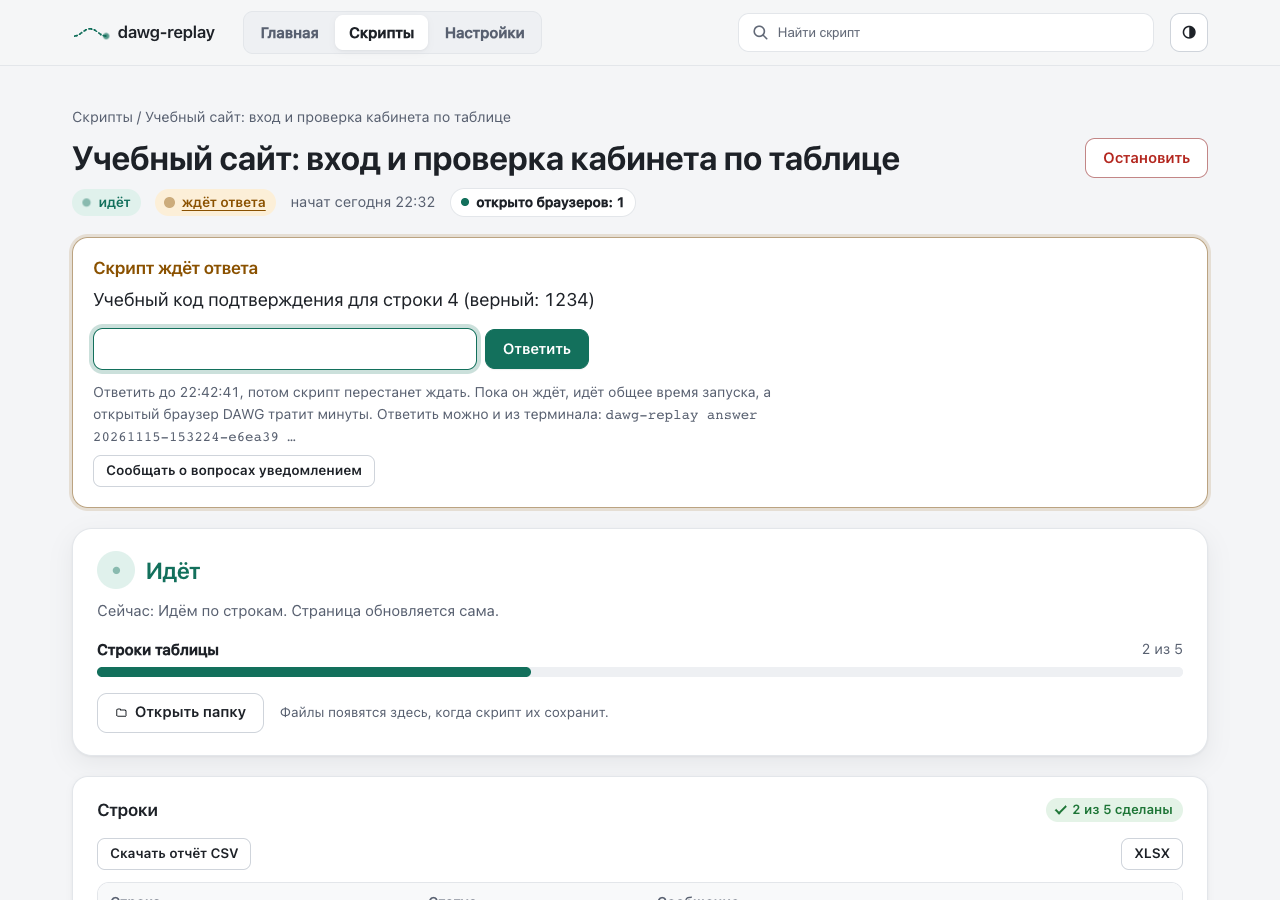 dawg-replay
Главная
Скрипты
Настройки
Найти скрипт
Скрипты / Учебный сайт: вход и проверка кабинета по таблице
Учебный сайт: вход и проверка кабинета по таблице
Остановить
идёт
ждёт ответа
начат сегодня 22:32
открыто браузеров: 1
Скрипт ждёт ответа
Учебный код подтверждения для строки 4 (верный: 1234)
Ответить
Ответить до 22:42:41, потом скрипт перестанет ждать. Пока он ждёт, идёт общее время запуска, а
открытый браузер DAWG тратит минуты. Ответить можно и из терминала: dawg-replay answer
20261115-153224-e6ea39 …
Сообщать о вопросах уведомлением
Идёт
Сейчас: Идём по строкам. Страница обновляется сама.
Строки таблицы
2 из 5
Открыть папку
Файлы появятся здесь, когда скрипт их сохранит.
Строки
2 из 5 сделаны
Скачать отчёт CSV
XLSX